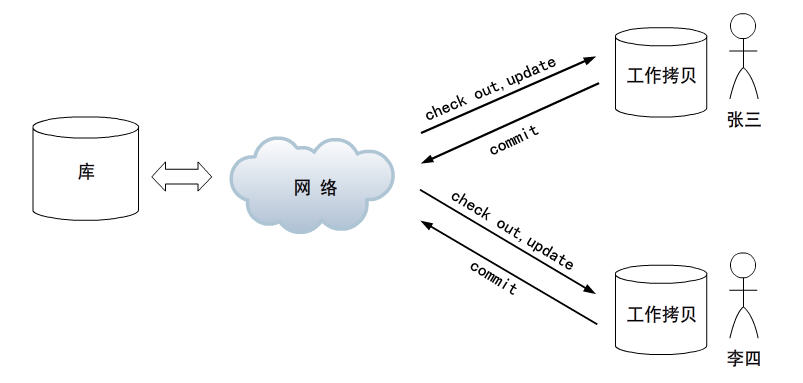 库
网 络
check out,update
commit
工作拷贝
张三
check out,update
commit
工作拷贝
李四